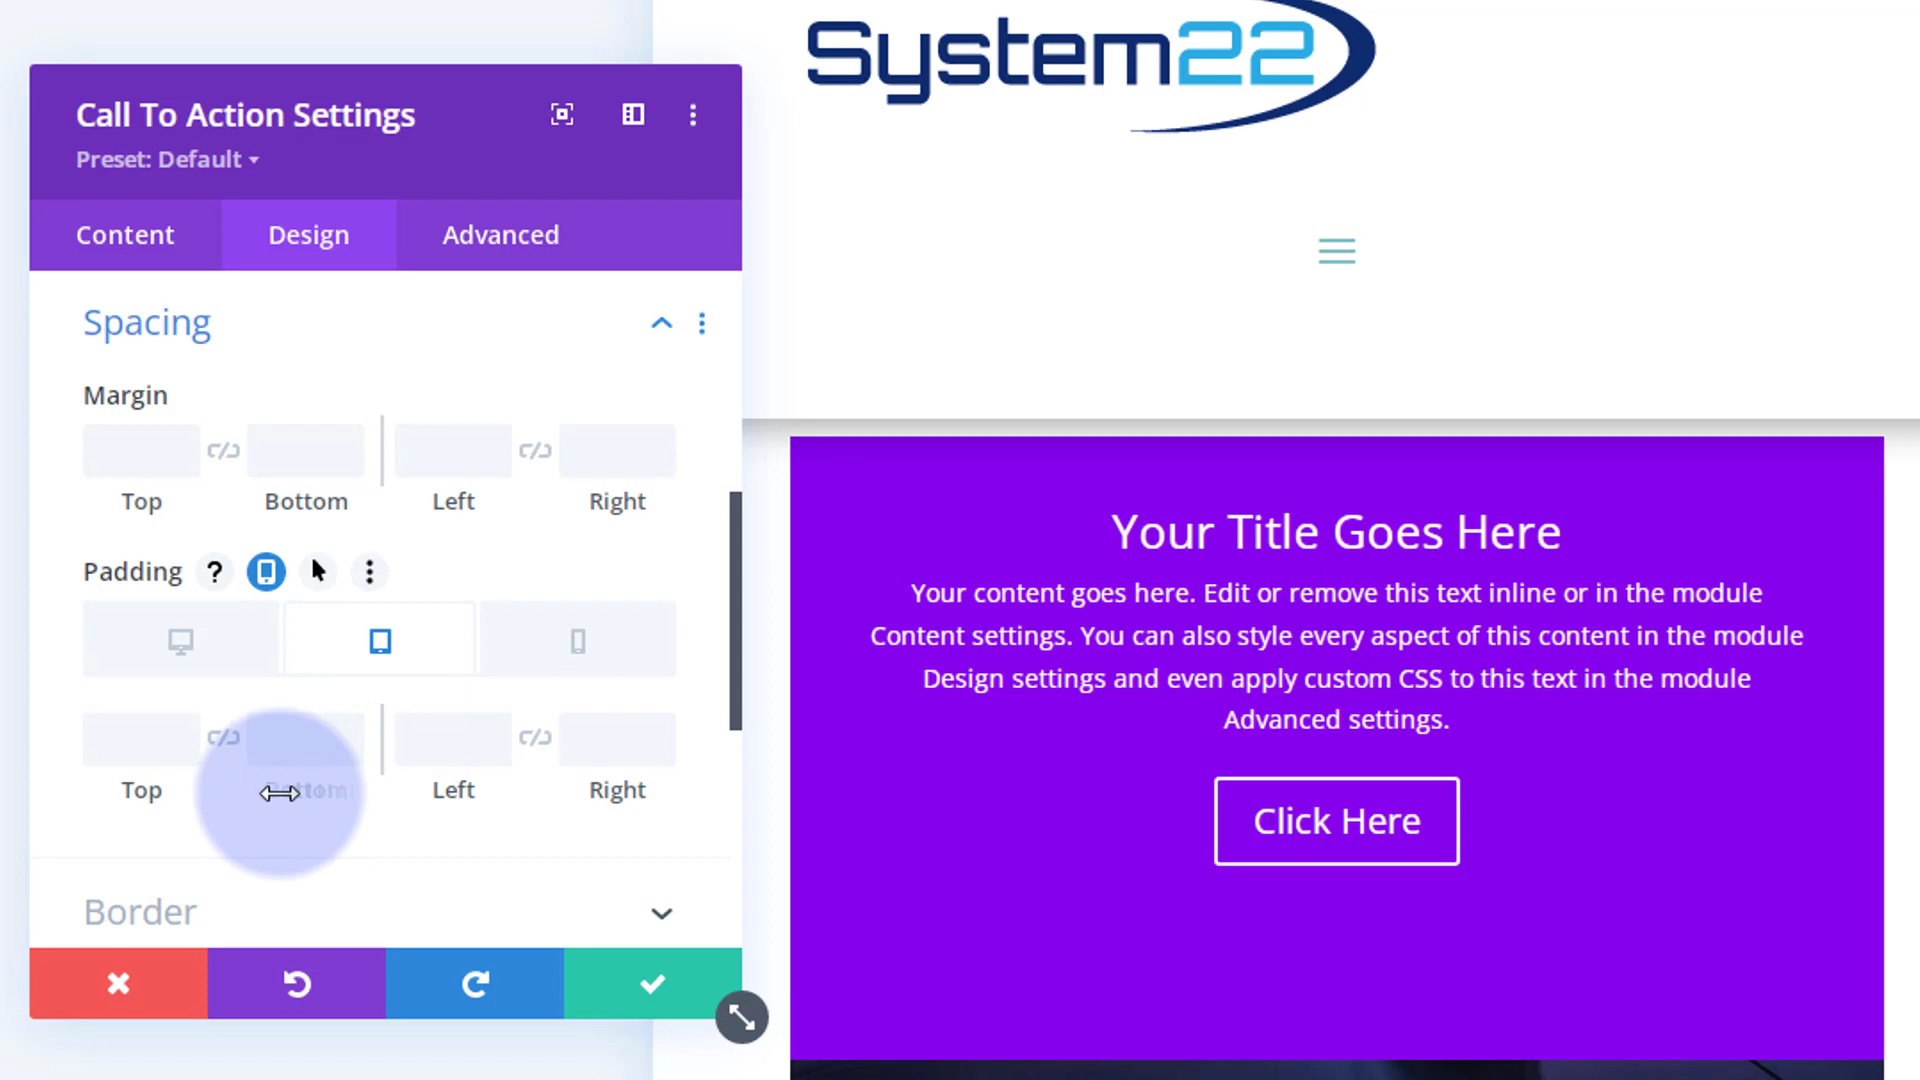 System22
Call To Action Settings
Preset: Default
Content
Design
Advanced
Spacing
Margin
Top
Bottom
Left
Right
Padding
?
Top
Bottom
Left
Right
Border
Your Title Goes Here
Your content goes here. Edit or remove this text inline or in the module
Content settings. You can also style every aspect of this content in the module
Design settings and even apply custom CSS to this text in the module
Advanced settings.
Click Here